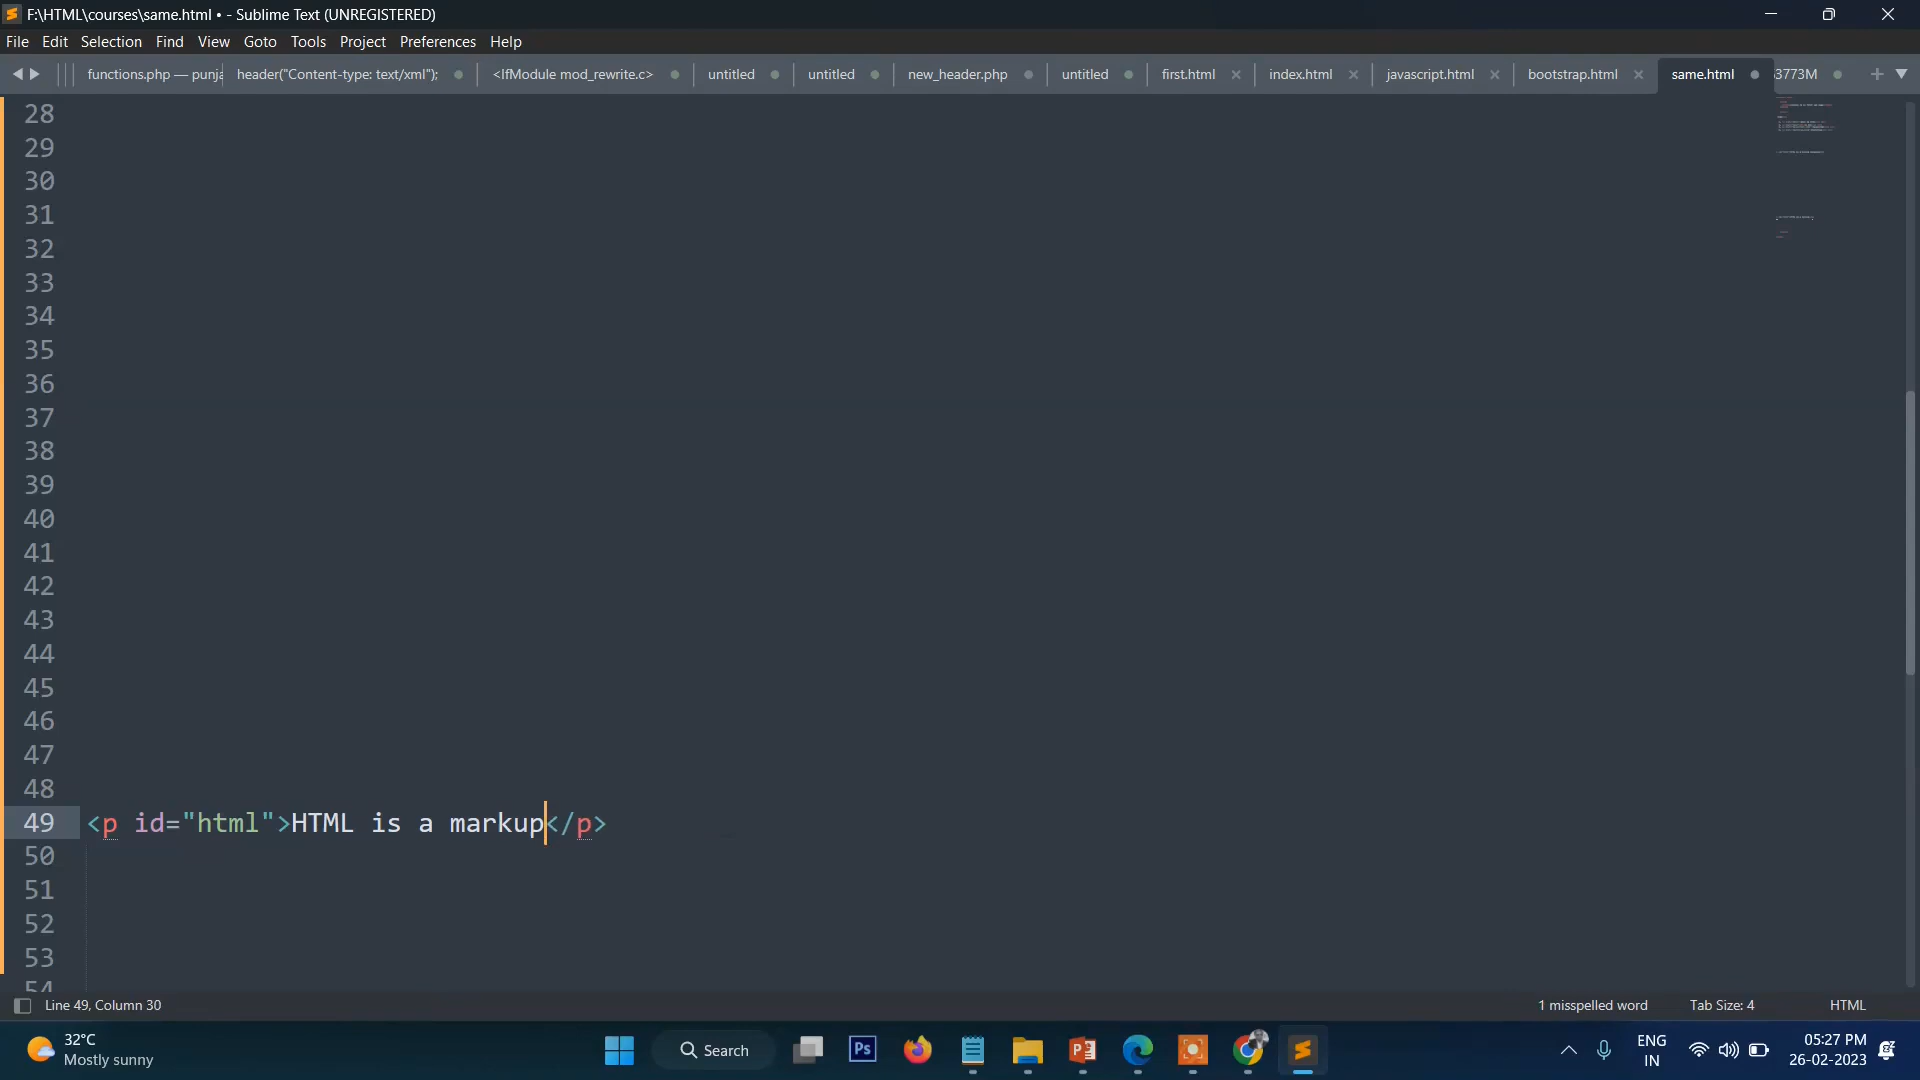 F:\HTML\courses\same.html • - Sublime Text (UNREGISTERED)
File Edit Selection Find View Goto Tools Project Preferences Help
functions.php — punja header("Content-type: text/xml"); <IfModule mod_rewrite.c> untitled untitled new_header.php untitled first.html index.html javascript.html bootstrap.html same.html 3773M
28
29
30
31
32
33
34
35
36
37
38
39
40
41
42
43
44
45
46
47
48
49 <p id="html">HTML is a markup</p>
50
51
52
53
54
Line 49, Column 30 1 misspelled word Tab Size: 4 HTML
32°C
Mostly sunny
Search
Ps
ENG
IN
05:27 PM
26-02-2023